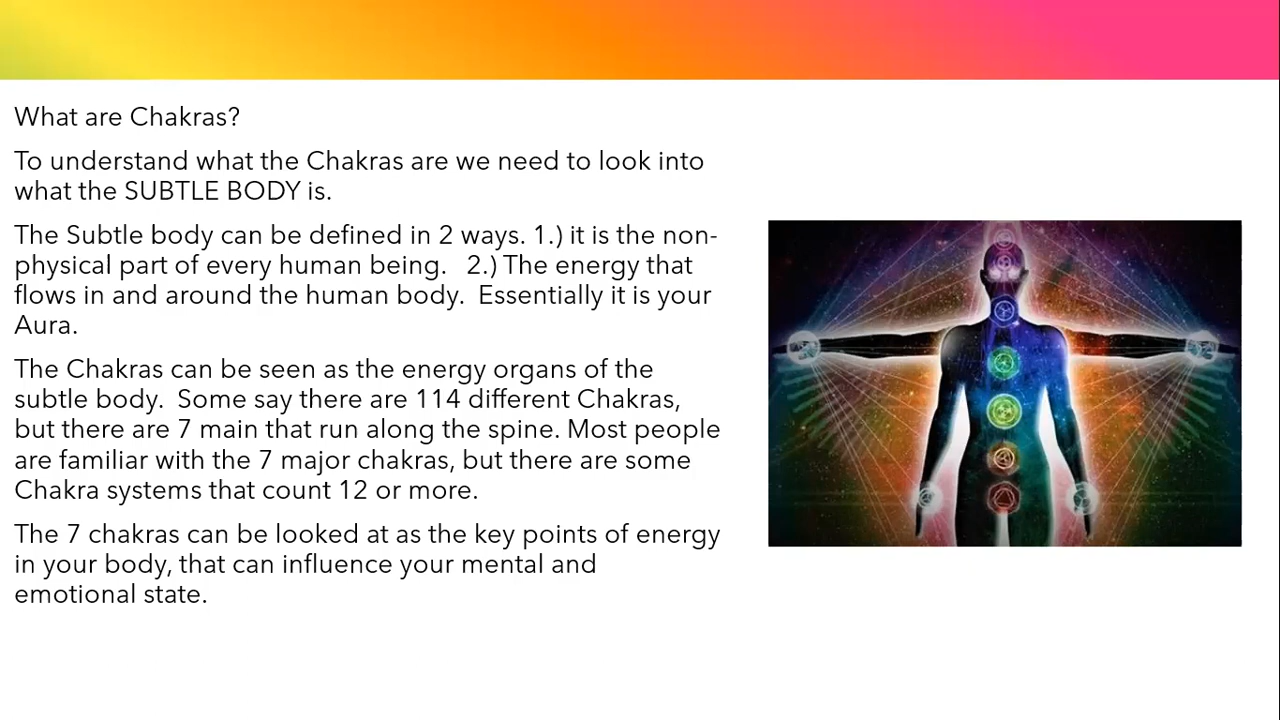 What are Chakras?
To understand what the Chakras are we need to look into
what the SUBTLE BODY is.
The Subtle body can be defined in 2 ways. 1.) it is the non-
physical part of every human being.   2.) The energy that
flows in and around the human body.  Essentially it is your
Aura.
The Chakras can be seen as the energy organs of the
subtle body.  Some say there are 114 different Chakras,
but there are 7 main that run along the spine. Most people
are familiar with the 7 major chakras, but there are some
Chakra systems that count 12 or more.
The 7 chakras can be looked at as the key points of energy
in your body, that can influence your mental and
emotional state.